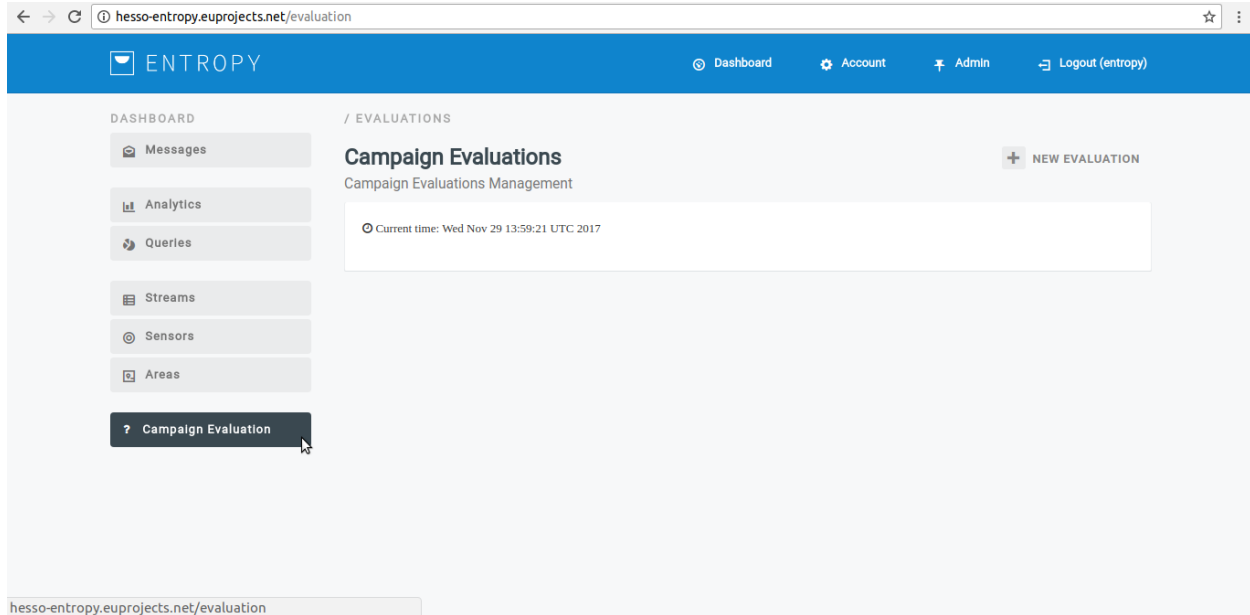 hesso-entropy.euprojects.net/evaluation
ENTROPY
Dashboard
Account
Admin
Logout (entropy)
DASHBOARD
Messages
Analytics
Queries
Streams
Sensors
Areas
? Campaign Evaluation
/ EVALUATIONS
Campaign Evaluations
Campaign Evaluations Management
+ NEW EVALUATION
Current time: Wed Nov 29 13:59:21 UTC 2017
hesso-entropy.euprojects.net/evaluation